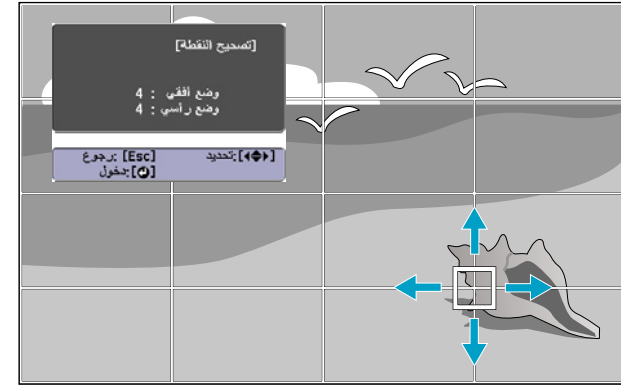 [تصحيح النقطة]
وضع أفقي : 4
وضع رأسي : 4
[Esc] :رجوع [◄♦►]:تحديد
[⏎]:دخول